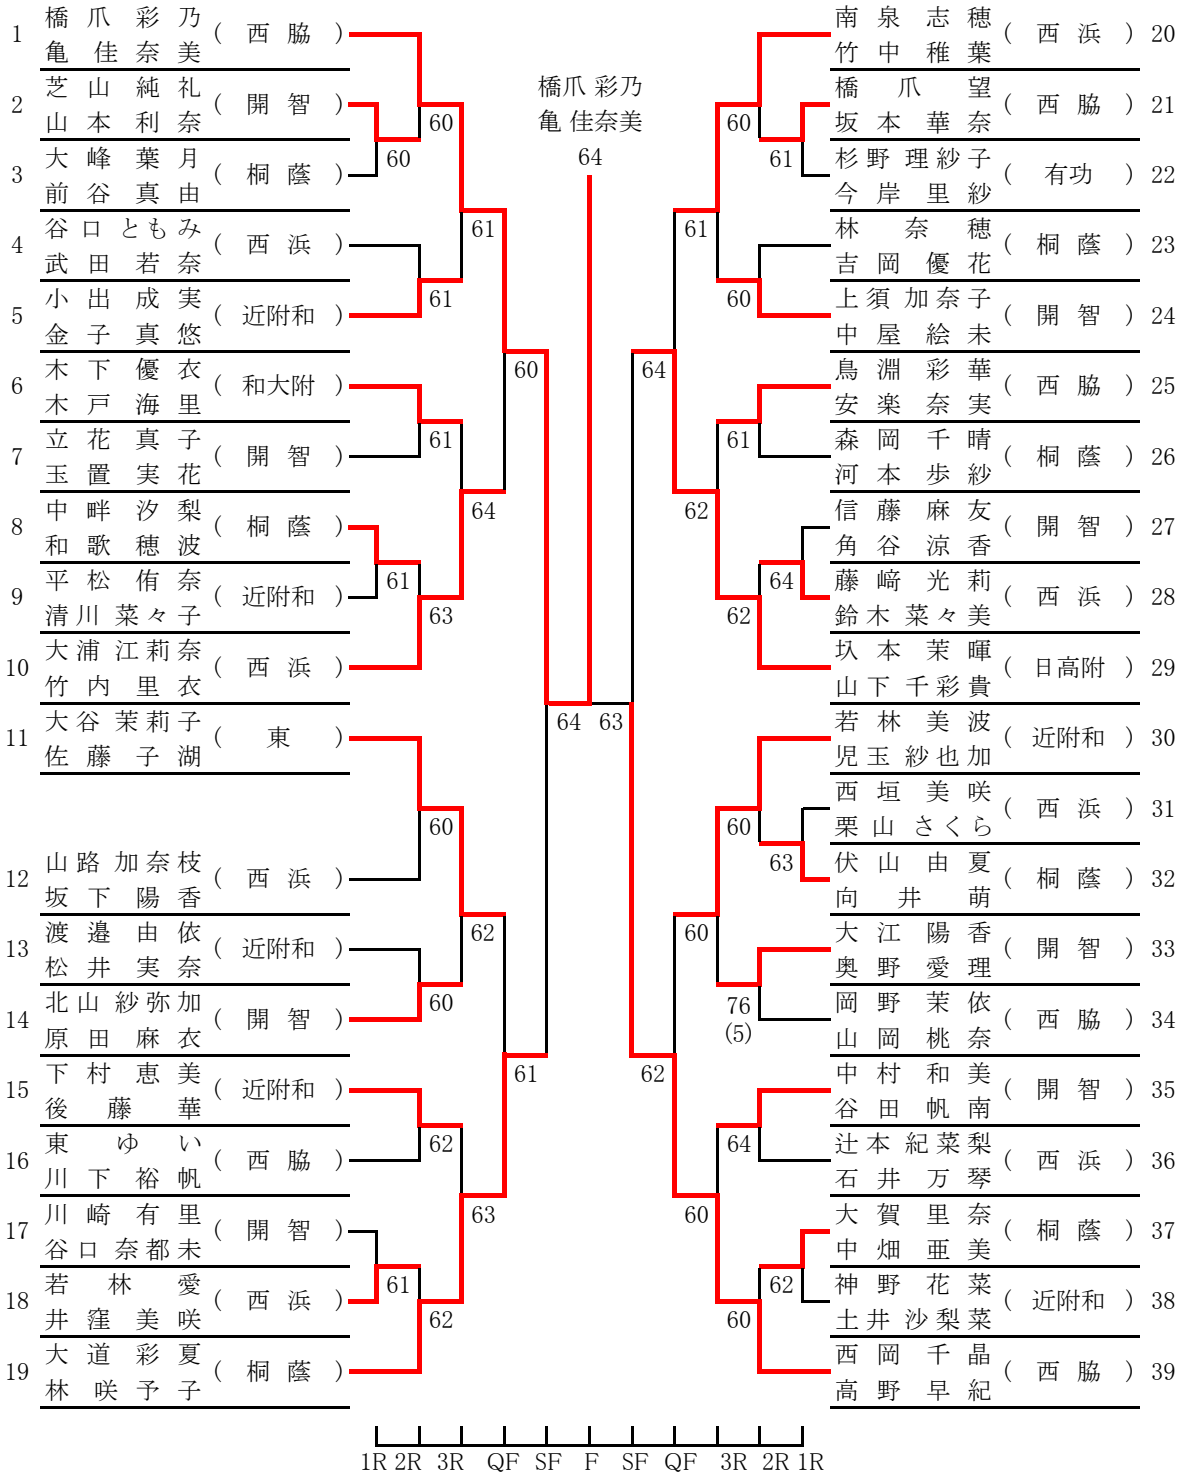 1 橋爪彩乃 (西脇)
亀佳奈美
2 芝山純礼 (開智)
山本利奈
3 大峰葉月 (桐蔭)
前谷真由
4 谷口ともみ (西浜)
武田若奈
5 小出成実 (近附和)
金子真悠
6 木下優衣 (和大附)
木戸海里
7 立花真子 (開智)
玉置実花
8 中畔汐梨 (桐蔭)
和歌穂波
9 平松侑奈 (近附和)
清川菜々子
10 大浦江莉奈 (西浜)
竹内里衣
11 大谷茉莉子 (東)
佐藤子湖
12 山路加奈枝 (西浜)
坂下陽香
13 渡邉由依 (近附和)
松井実奈
14 北山紗弥加 (開智)
原田麻衣
15 下村恵美 (近附和)
後藤華
16 東ゆい (西脇)
川下裕帆
17 川崎有里 (開智)
谷口奈都未
18 若林愛 (西浜)
井窪美咲
19 大道彩夏 (桐蔭)
林咲予子
60
60
61
61
60
61
64
61
63
60
62
60
61
62
63
61
62
橋爪 彩乃
亀 佳奈美
64
64 63
60
61
61
60
64
61
62
64
62
60
63
60
76
(5)
62
64
60
62
60
南泉志穂 (西浜) 20
竹中稚葉
橋爪望 (西脇) 21
坂本華奈
杉野理紗子 (有功) 22
今岸里紗
林奈穂 (桐蔭) 23
吉岡優花
上須加奈子 (開智) 24
中屋絵未
鳥淵彩華 (西脇) 25
安楽奈実
森岡千晴 (桐蔭) 26
河本歩紗
信藤麻友 (開智) 27
角谷涼香
藤﨑光莉 (西浜) 28
鈴木菜々美
圦本茉暉 (日高附) 29
山下千彩貴
若林美波 (近附和) 30
児玉紗也加
西垣美咲 (西浜) 31
栗山さくら
伏山由夏 (桐蔭) 32
向井萌
大江陽香 (開智) 33
奥野愛理
岡野茉依 (西脇) 34
山岡桃奈
中村和美 (開智) 35
谷田帆南
辻本紀菜梨 (西浜) 36
石井万琴
大賀里奈 (桐蔭) 37
中畑亜美
神野花菜 (近附和) 38
土井沙梨菜
西岡千晶 (西脇) 39
高野早紀
1R 2R 3R QF SF F SF QF 3R 2R 1R